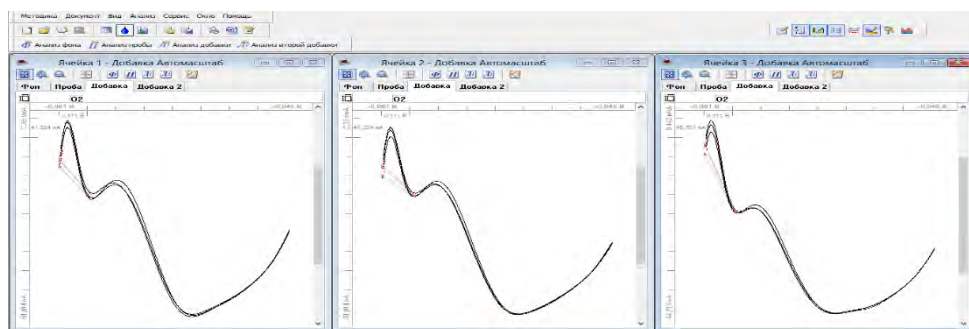 Методика Документ Вид Анализ Сервис Окно Помощь
Анализ фона Анализ пробы Анализ добавки Анализ второй добавки
Ячейка 1 - Добавка Автомасштаб
Фон Проба Добавка Добавка 2
O2
Ячейка 2 - Добавка Автомасштаб
Фон Проба Добавка Добавка 2
O2
Ячейка 3 - Добавка Автомасштаб
Фон Проба Добавка Добавка 2
O2